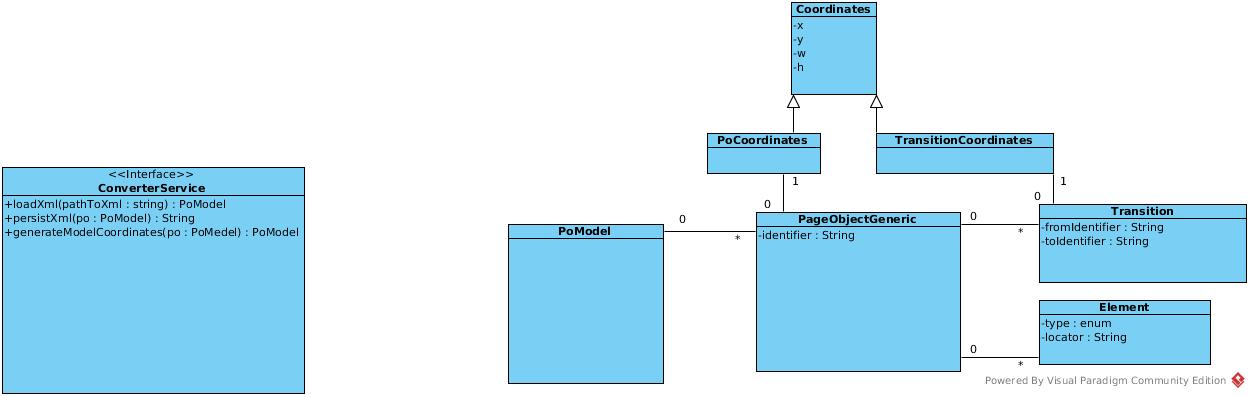 Coordinates
-x
-y
-w
-h
PoCoordinates
TransitionCoordinates
1
1
0
0
<<Interface>>
ConverterService
+loadXml(pathToXml : string) : PoModel
+persistXml(po : PoModel) : String
+generateModelCoordinates(po : PoMedel) : PoModel
PoModel
0
*
PageObjectGeneric
-identifier : String
0
*
Transition
-fromIdentifier : String
-toIdentifier : String
Element
-type : enum
-locator : String
0
*
Powered By Visual Paradigm Community Edition